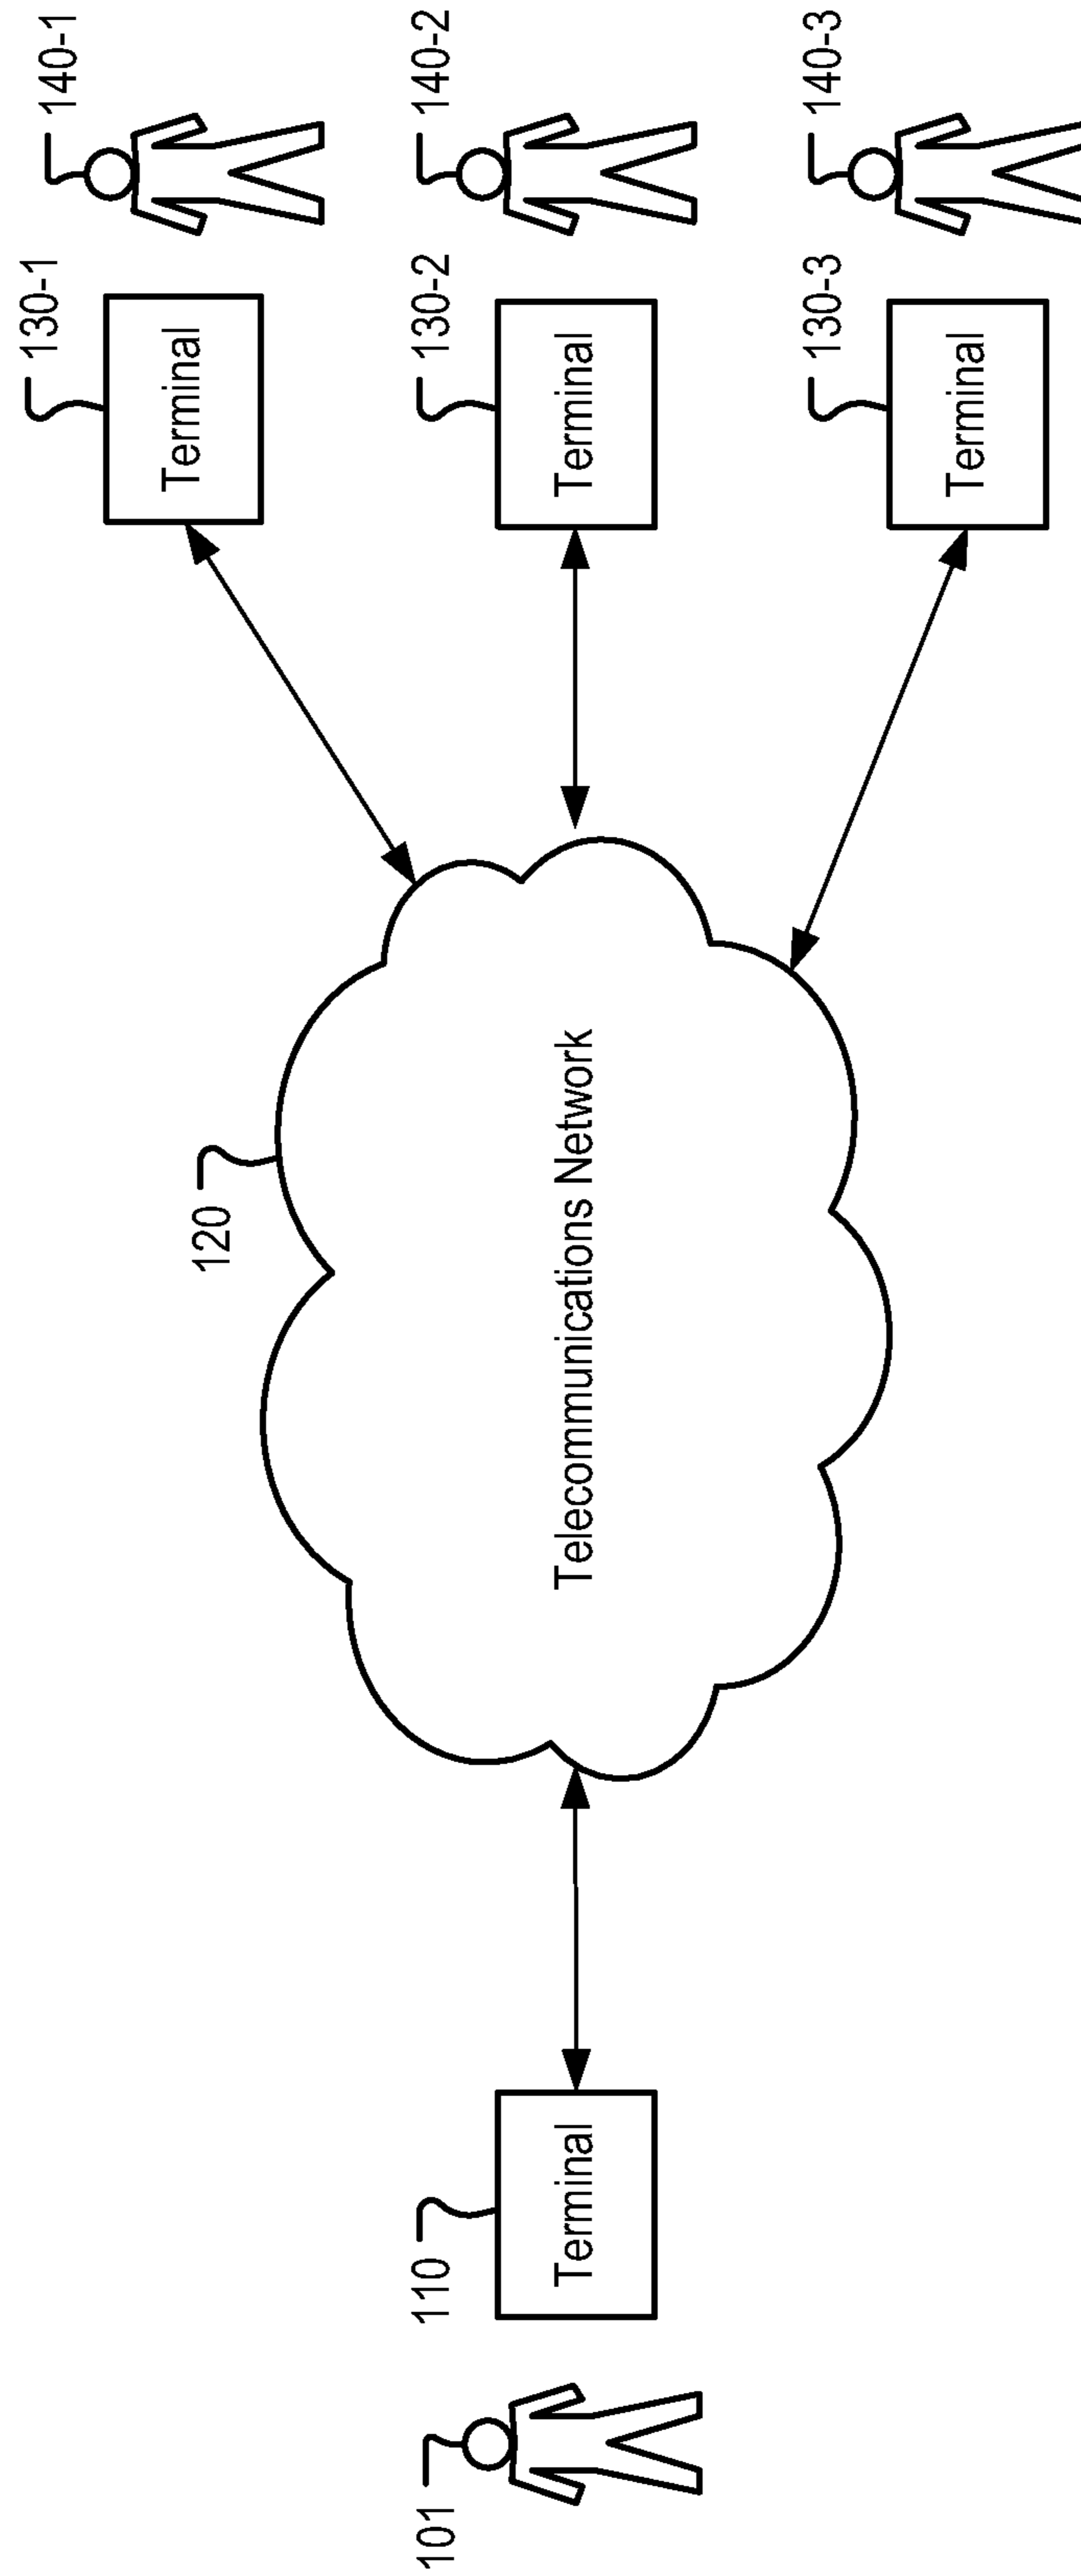 101
110
Terminal
120
Telecommunications Network
130-1
Terminal
140-1
130-2
Terminal
140-2
130-3
Terminal
140-3